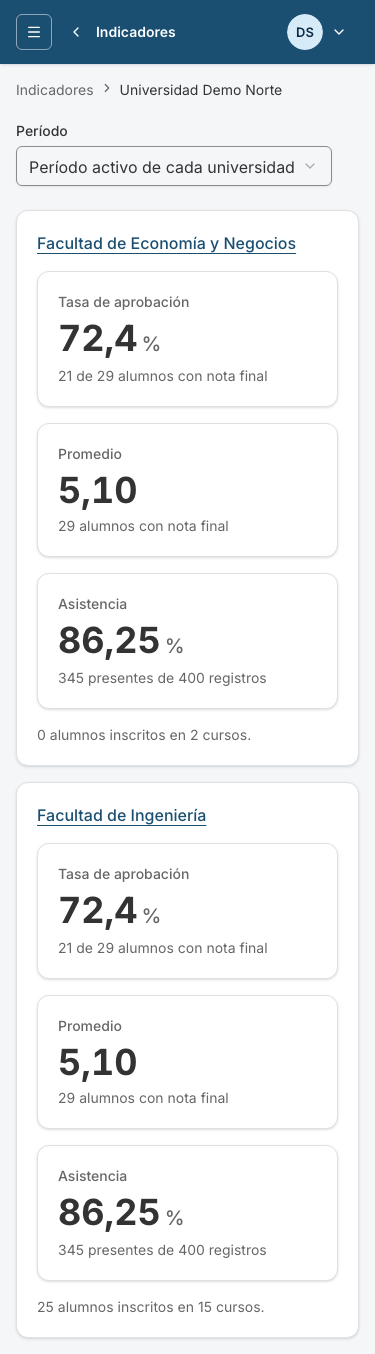 Indicadores
DS
Indicadores > Universidad Demo Norte
Período
Período activo de cada universidad
Facultad de Economía y Negocios
Tasa de aprobación
72,4 %
21 de 29 alumnos con nota final
Promedio
5,10
29 alumnos con nota final
Asistencia
86,25 %
345 presentes de 400 registros
0 alumnos inscritos en 2 cursos.
Facultad de Ingeniería
Tasa de aprobación
72,4 %
21 de 29 alumnos con nota final
Promedio
5,10
29 alumnos con nota final
Asistencia
86,25 %
345 presentes de 400 registros
25 alumnos inscritos en 15 cursos.